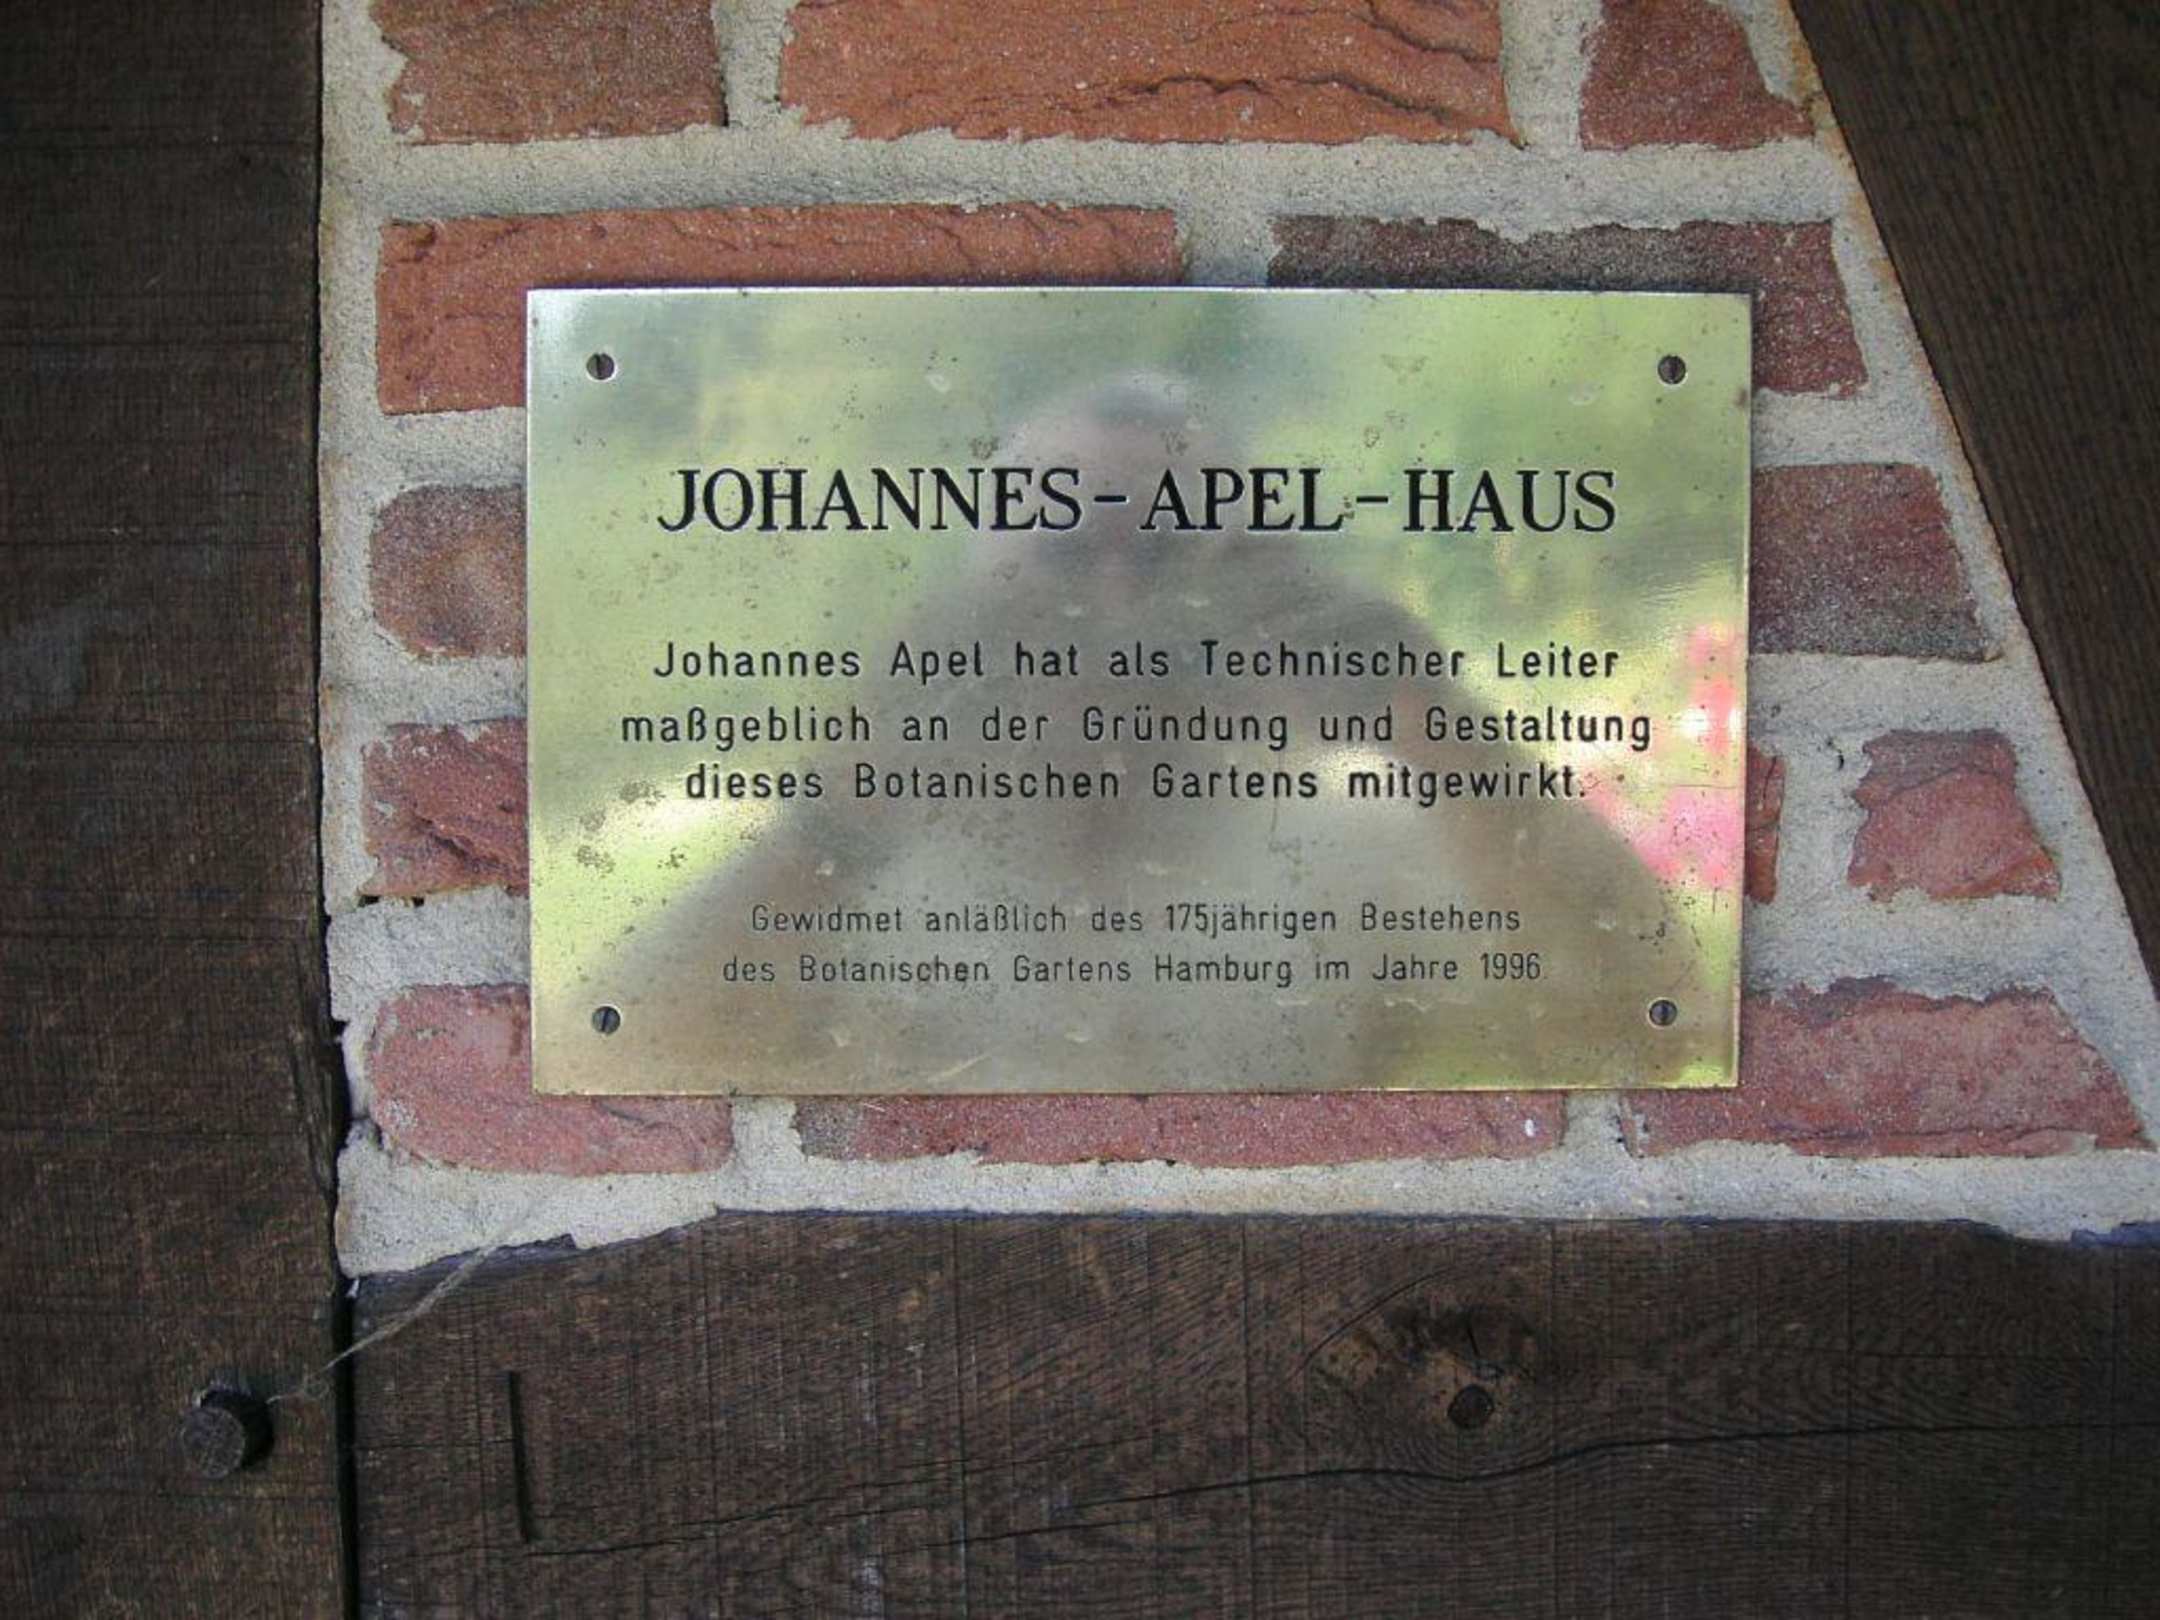 JOHANNES-APEL-HAUS
Johannes Apel hat als Technischer Leiter
maßgeblich an der Gründung und Gestaltung
dieses Botanischen Gartens mitgewirkt.
Gewidmet anläßlich des 175jährigen Bestehens
des Botanischen Gartens Hamburg im Jahre 1996